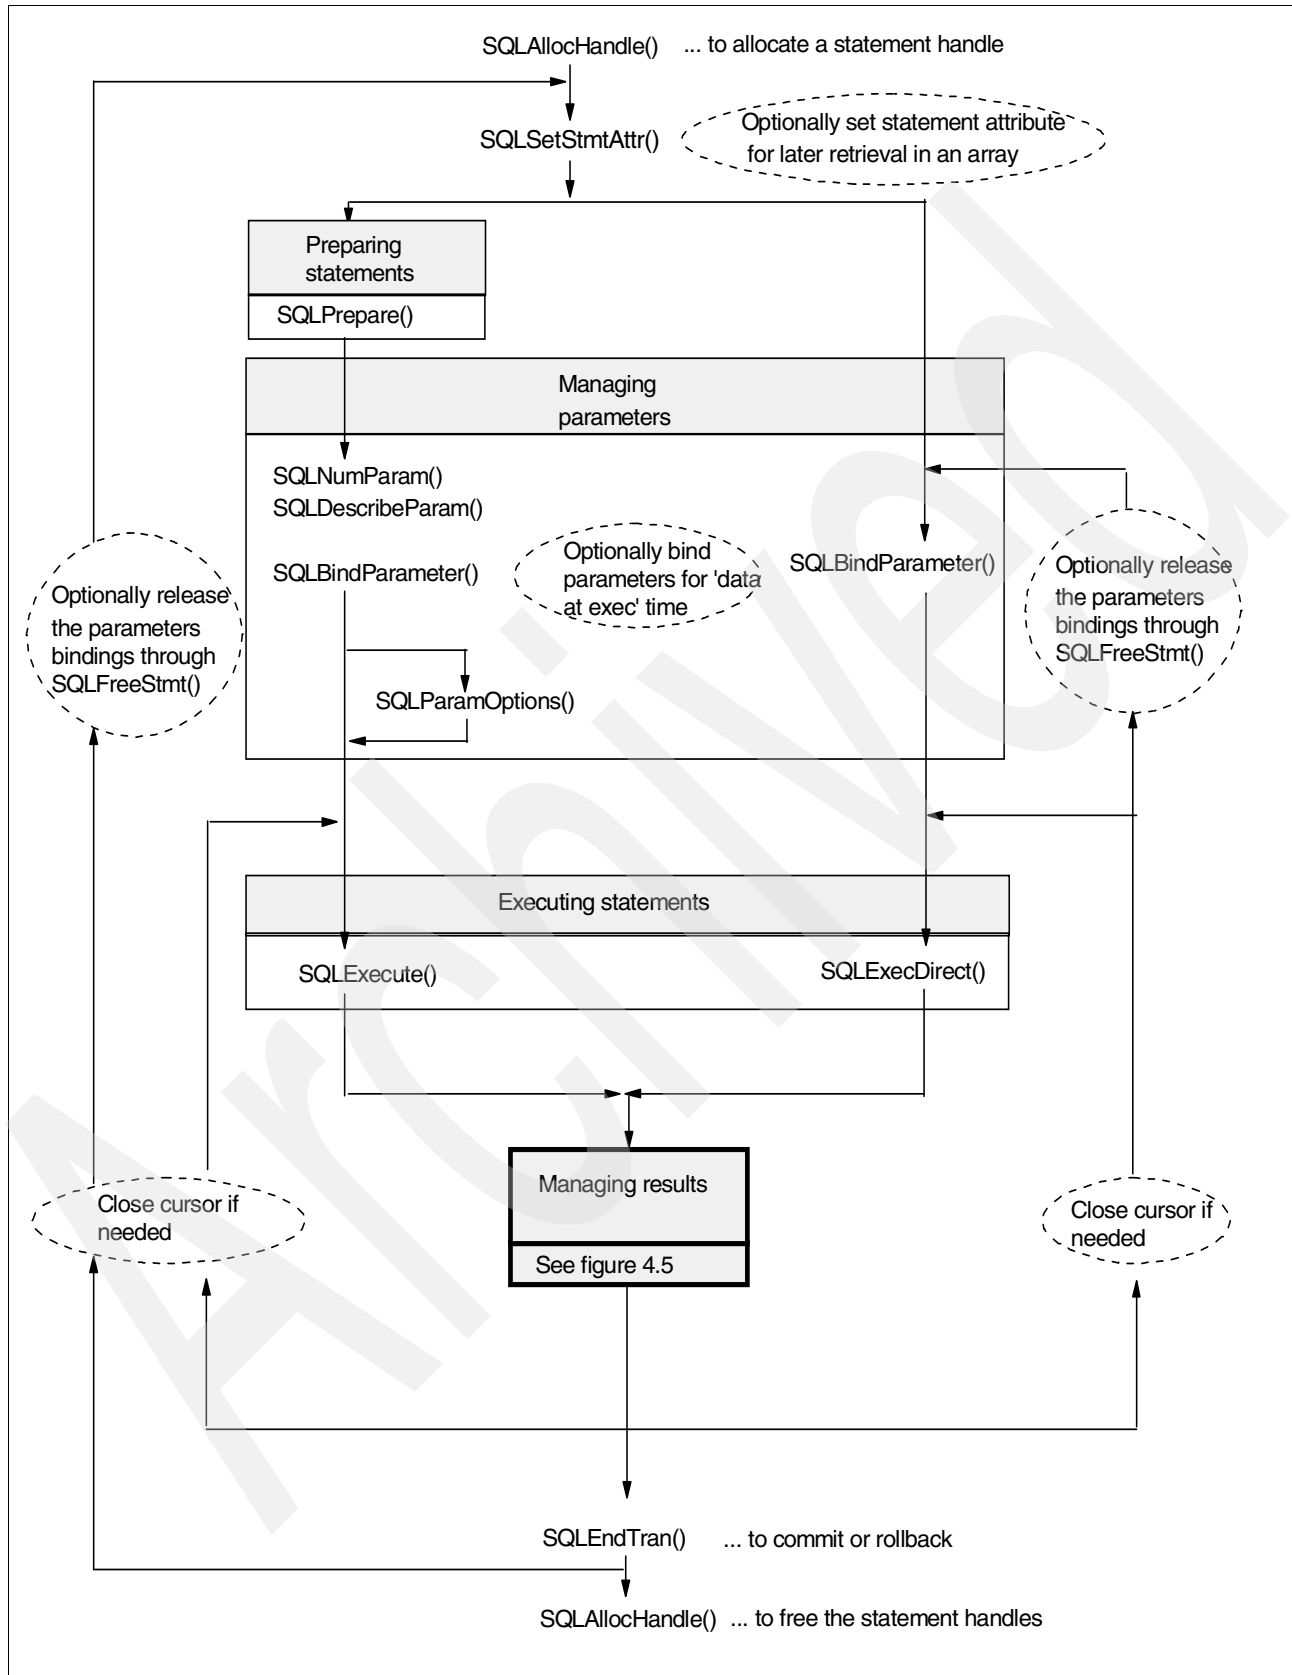 SQLAllocHandle() ... to allocate a statement handle
SQLSetStmtAttr()
Optionally set statement attribute
for later retrieval in an array
Preparing
statements
SQLPrepare()
Managing
parameters
SQLNumParam()
SQLDescribeParam()
SQLBindParameter()
Optionally bind
parameters for 'data
at exec' time
SQLBindParameter()
Optionally release
the parameters
bindings through
SQLFreeStmt()
Optionally release
the parameters
bindings through
SQLFreeStmt()
SQLParamOptions()
Executing statements
SQLExecute()
SQLExecDirect()
Managing results
See figure 4.5
Close cursor if
needed
Close cursor if
needed
SQLEndTran() ... to commit or rollback
SQLAllocHandle() ... to free the statement handles
Archived